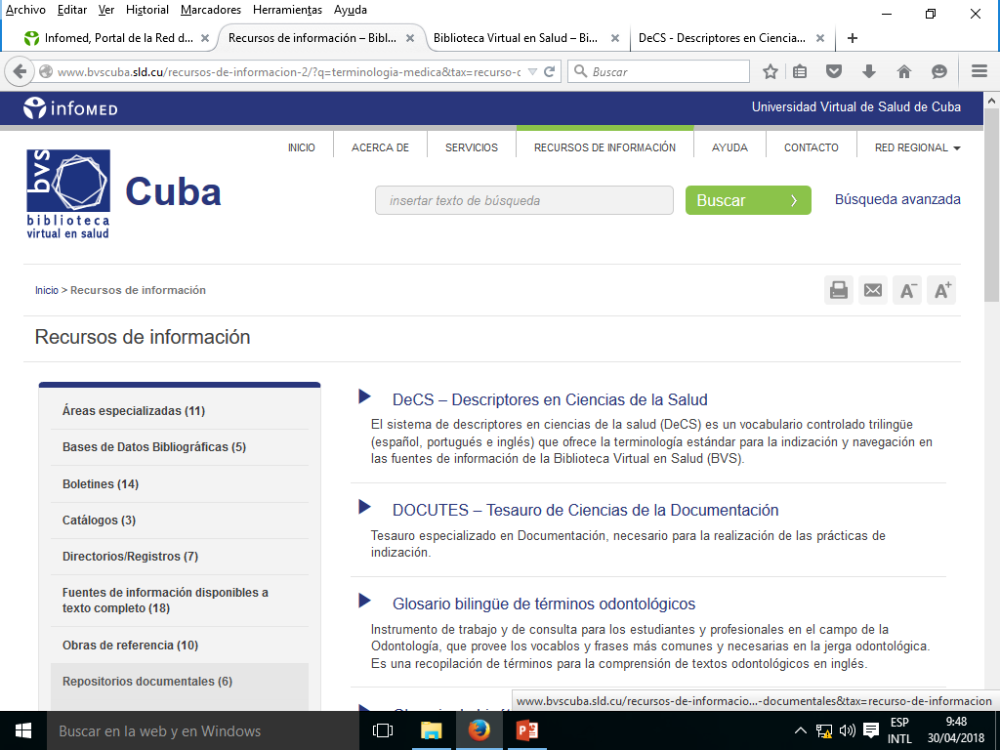 Archivo Editar Ver Historial Marcadores Herramientas Ayuda
Infomed, Portal de la Red d... Recursos de información – Bibl... Biblioteca Virtual en Salud – Bi... DeCS - Descriptores en Ciencia...
www.bvscuba.sld.cu/recursos-de-informacion-2/?q=terminologia-medica&tax=recurso-c Buscar
infOMED Universidad Virtual de Salud de Cuba
INICIO ACERCA DE SERVICIOS RECURSOS DE INFORMACIÓN AYUDA CONTACTO RED REGIONAL
bvs
Cuba
biblioteca
virtual en salud
insertar texto de búsqueda Buscar Búsqueda avanzada
Inicio > Recursos de información A- A+
Recursos de información
Áreas especializadas (11)
Bases de Datos Bibliográficas (5)
Boletines (14)
Catálogos (3)
Directorios/Registros (7)
Fuentes de información disponibles a
texto completo (18)
Obras de referencia (10)
Repositorios documentales (6)
DeCS – Descriptores en Ciencias de la Salud
El sistema de descriptores en ciencias de la salud (DeCS) es un vocabulario controlado trilingüe
(español, portugués e inglés) que ofrece la terminología estándar para la indización y navegación en
las fuentes de información de la Biblioteca Virtual en Salud (BVS).
DOCUTES – Tesauro de Ciencias de la Documentación
Tesauro especializado en Documentación, necesario para la realización de las prácticas de
indización.
Glosario bilingüe de términos odontológicos
Instrumento de trabajo y de consulta para los estudiantes y profesionales en el campo de la
Odontología, que provee los vocablos y frases más comunes y necesarias en la jerga odontológica.
Es una recopilación de términos para la comprensión de textos odontológicos en inglés.
www.bvscuba.sld.cu/recursos-de-informacio...-documentales&tax=recurso-de-informacion
Buscar en la web y en Windows
ESP
INTL
9:48
30/04/2018